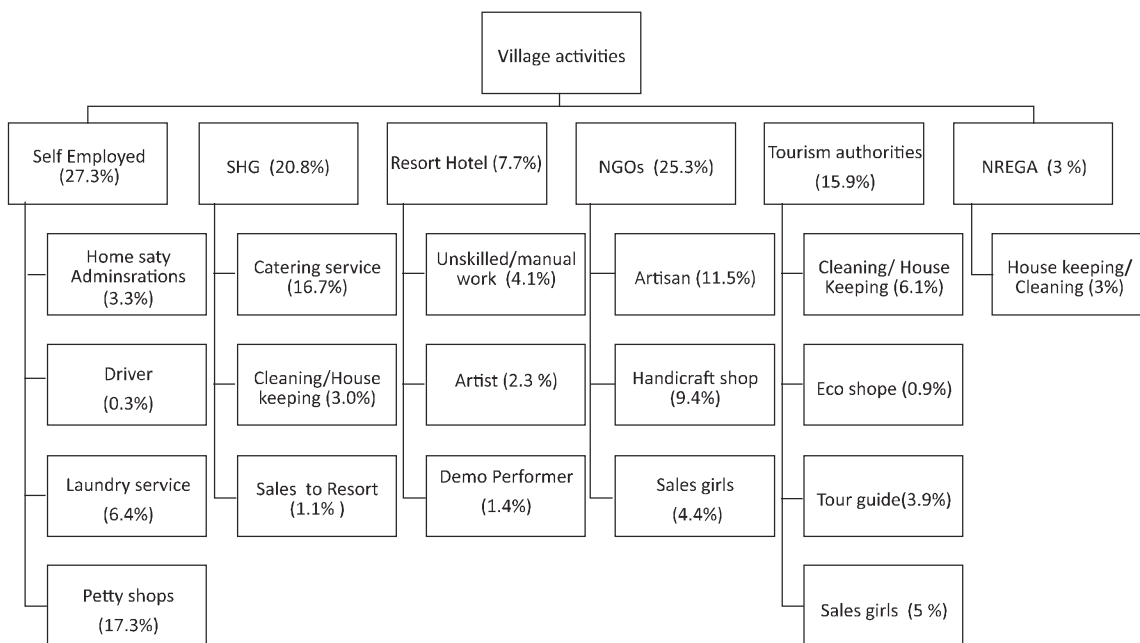 Village activities
Self Employed
(27.3%)
SHG (20.8%)
Resort Hotel (7.7%)
NGOs (25.3%)
Tourism authorities
(15.9%)
NREGA (3 %)
Home saty
Adminsrations
(3.3%)
Driver
(0.3%)
Laundry service
(6.4%)
Petty shops
(17.3%)
Catering service
(16.7%)
Cleaning/House
keeping (3.0%)
Sales to Resort
(1.1% )
Unskilled/manual
work (4.1%)
Artist (2.3 %)
Demo Performer
(1.4%)
Artisan (11.5%)
Handicraft shop
(9.4%)
Sales girls
(4.4%)
Cleaning/ House
Keeping (6.1%)
Eco shope (0.9%)
Tour guide(3.9%)
Sales girls (5 %)
House keeping/
Cleaning (3%)